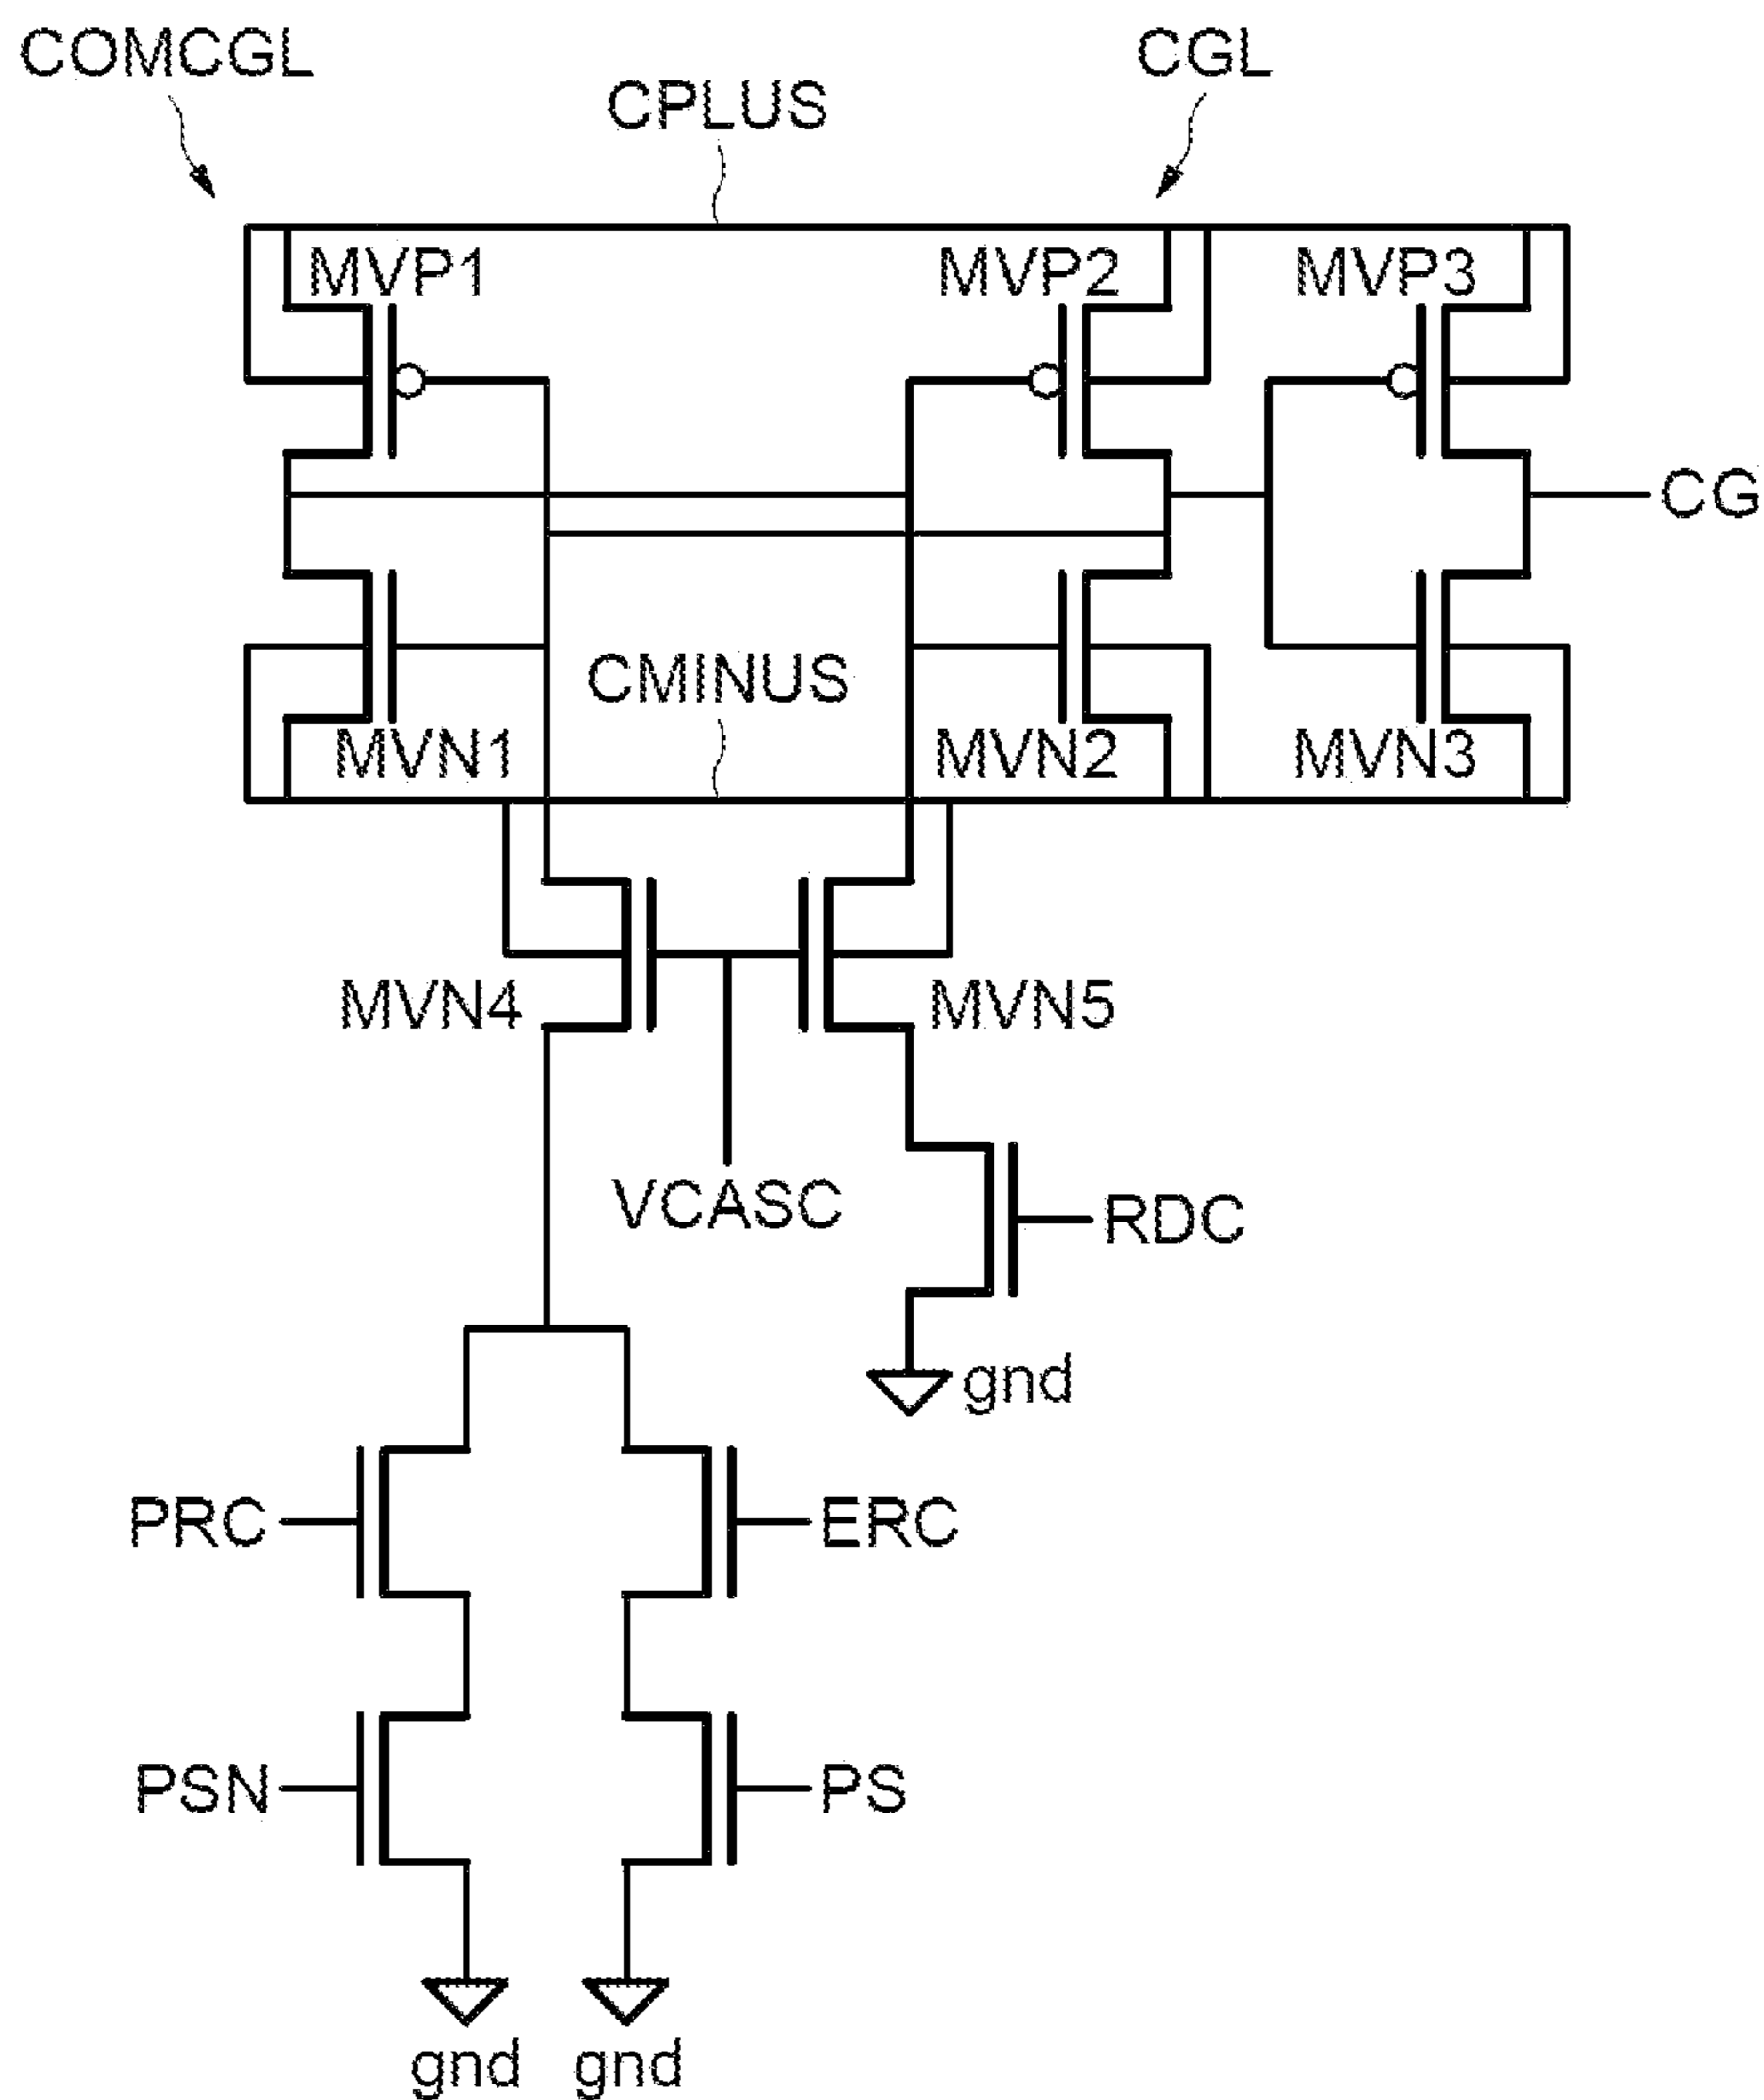 COMCGL
CGL
CPLUS
MVP1
MVP2
MVP3
CG
CMINUS
MVN1
MVN2
MVN3
MVN4
MVN5
VCASC
RDC
gnd
PRC
ERC
PSN
PS
gnd
gnd